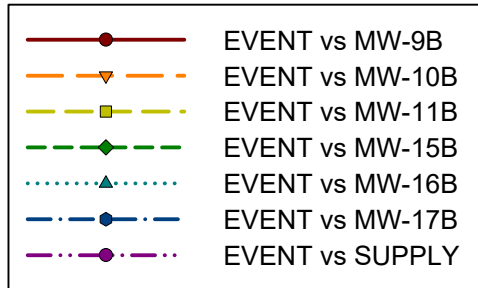 EVENT vs MW-9B
EVENT vs MW-10B
EVENT vs MW-11B
EVENT vs MW-15B
EVENT vs MW-16B
EVENT vs MW-17B
EVENT vs SUPPLY